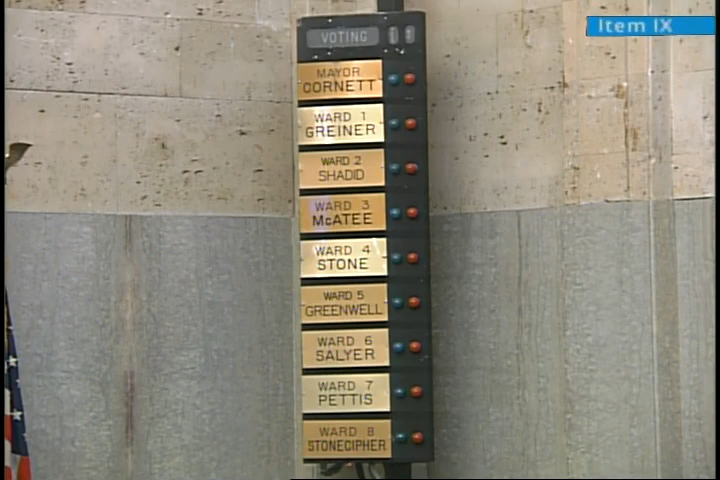 Item IX
VOTING
MAYOR
CORNETT
WARD 1
GREINER
WARD 2
SHADID
WARD 3
McATEE
WARD 4
STONE
WARD 5
GREENWELL
WARD 6
SALYER
WARD 7
PETTIS
WARD 8
STONECIPHER